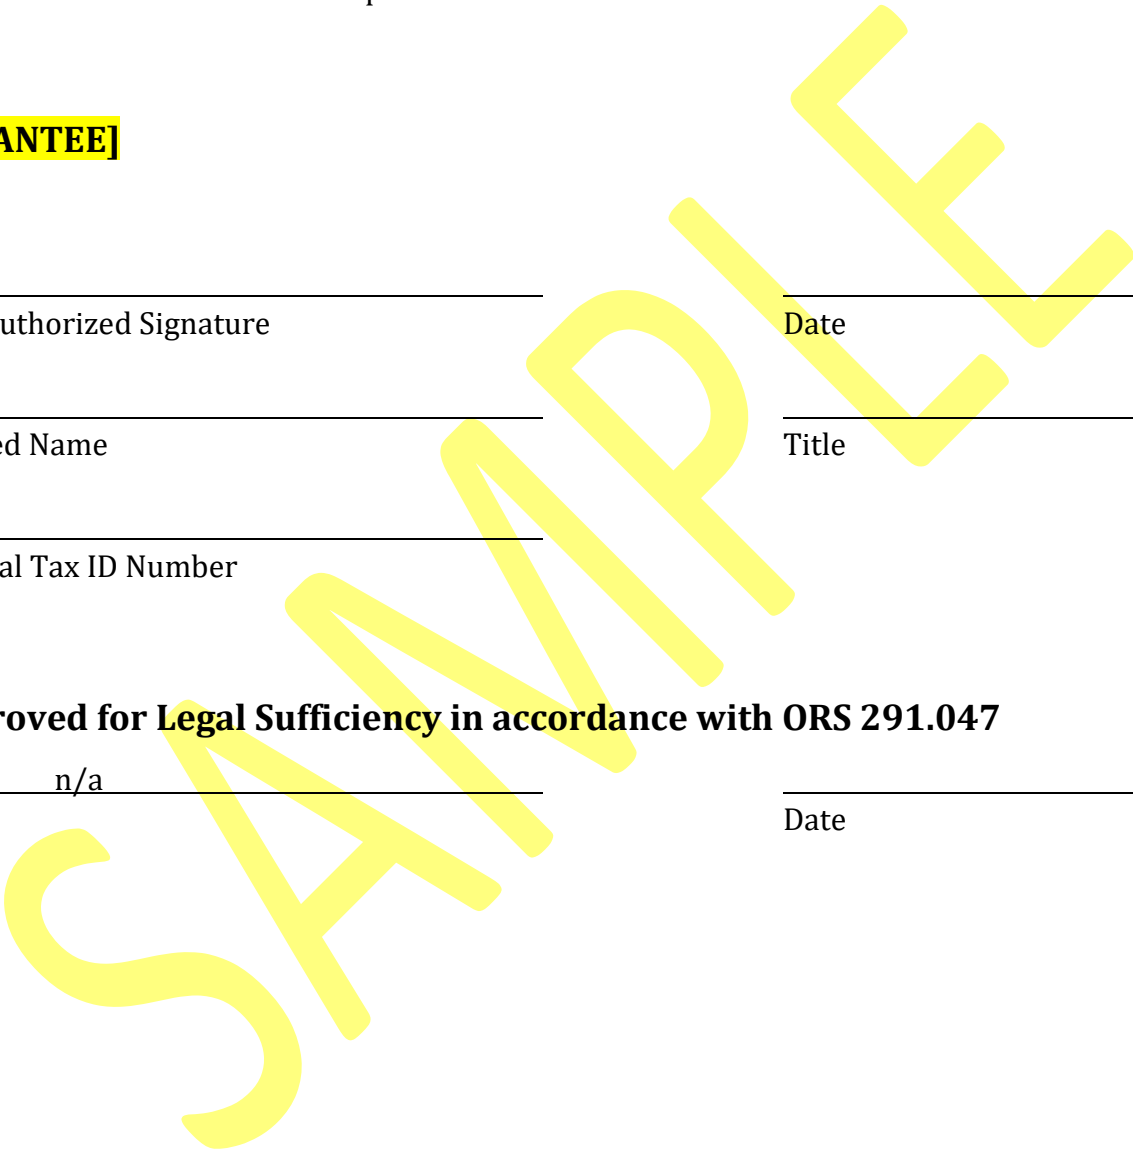 ANTEE]
uthorized Signature Date
ed Name Title
al Tax ID Number
roved for Legal Sufficiency in accordance with ORS 291.047
n/a
Date
SAMPLE